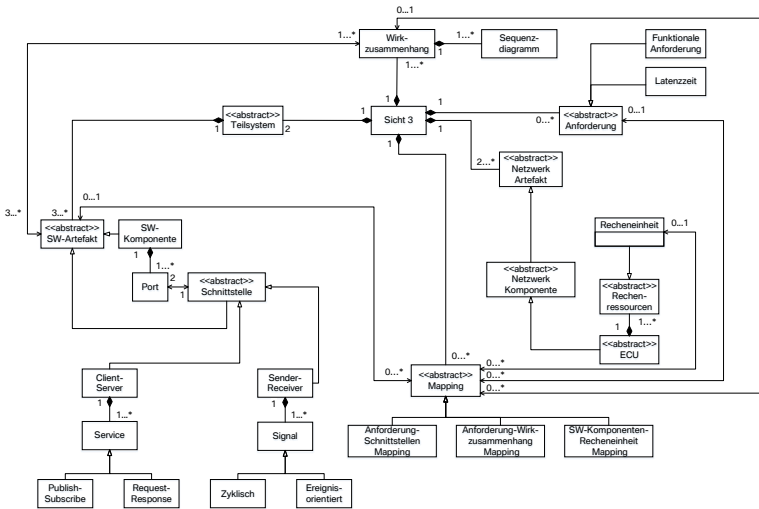 0...1
1...*
Wirk-
zusammenhang
1
1...*
Sequenz-
diagramm
1...*
Funktionale
Anforderung
Latenzzeit
<<abstract>>
Teilsystem
1
2
1
1
Sicht 3
1
1
1
0...*
<<abstract>>
Anforderung
0...1
2...*
<<abstract>>
Netzwerk
Artefakt
3...*
3...*
0...1
<<abstract>>
SW-Artefakt
SW-
Komponente
1
1...*
Port
2
1
<<abstract>>
Schnittstelle
Recheneinheit
0...1
<<abstract>>
Netzwerk
Komponente
<<abstract>>
Rechen-
ressourcen
1
1...*
<<abstract>>
ECU
0...*
0...*
<<abstract>>
Mapping
0...*
0...*
0...*
Client-
Server
1
1...*
Service
Sender-
Receiver
1
1...*
Signal
Anforderung-
Schnittstellen
Mapping
Anforderung-Wirk-
zusammenhang
Mapping
SW-Komponenten-
Recheneinheit
Mapping
Publish-
Subscribe
Request-
Response
Zyklisch
Ereignis-
orientiert